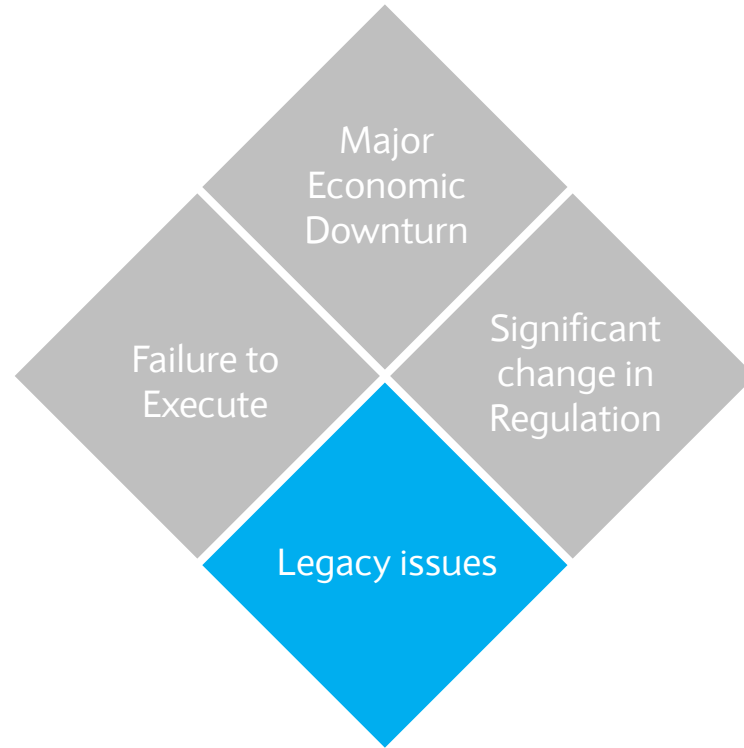 Major
Economic
Downturn
Failure to
Execute
Significant
change in
Regulation
Legacy issues